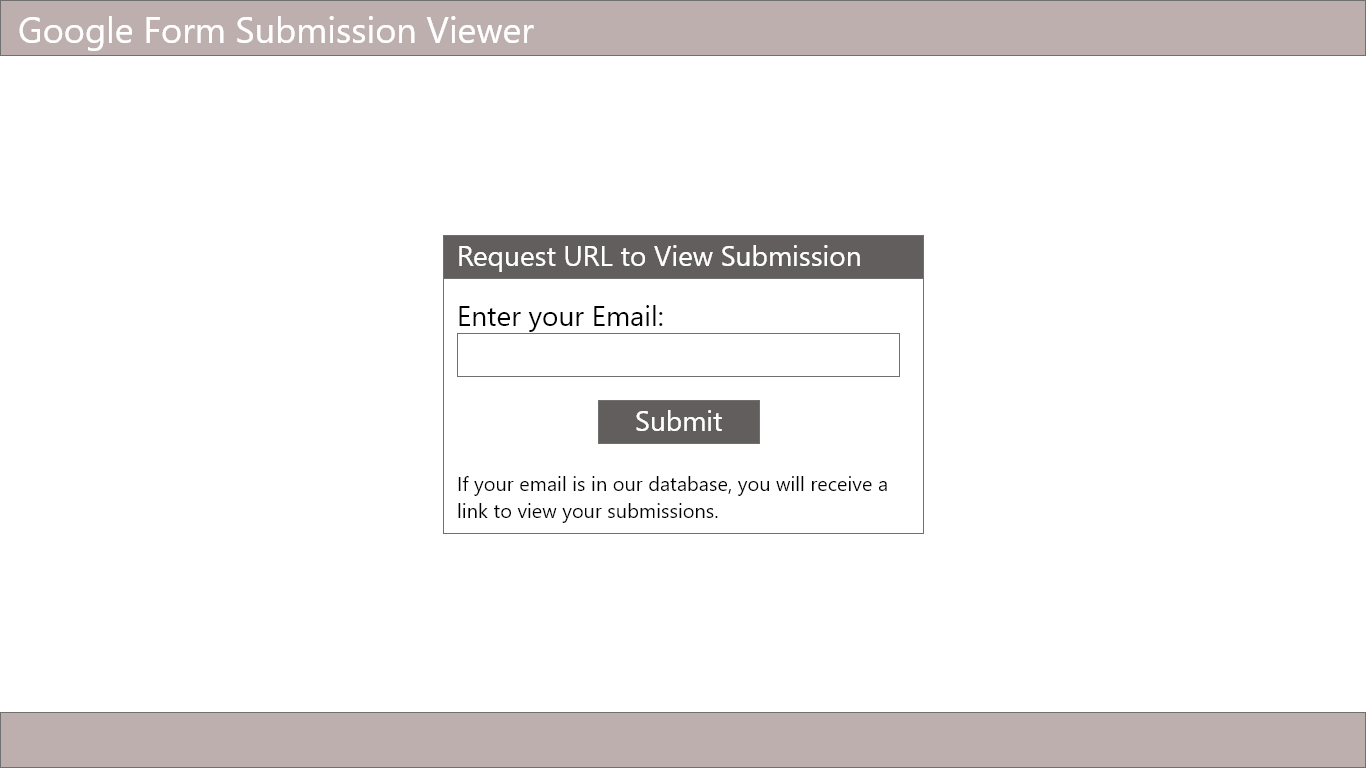 Google Form Submission Viewer
Request URL to View Submission
Enter your Email:
Submit
If your email is in our database, you will receive a
link to view your submissions.